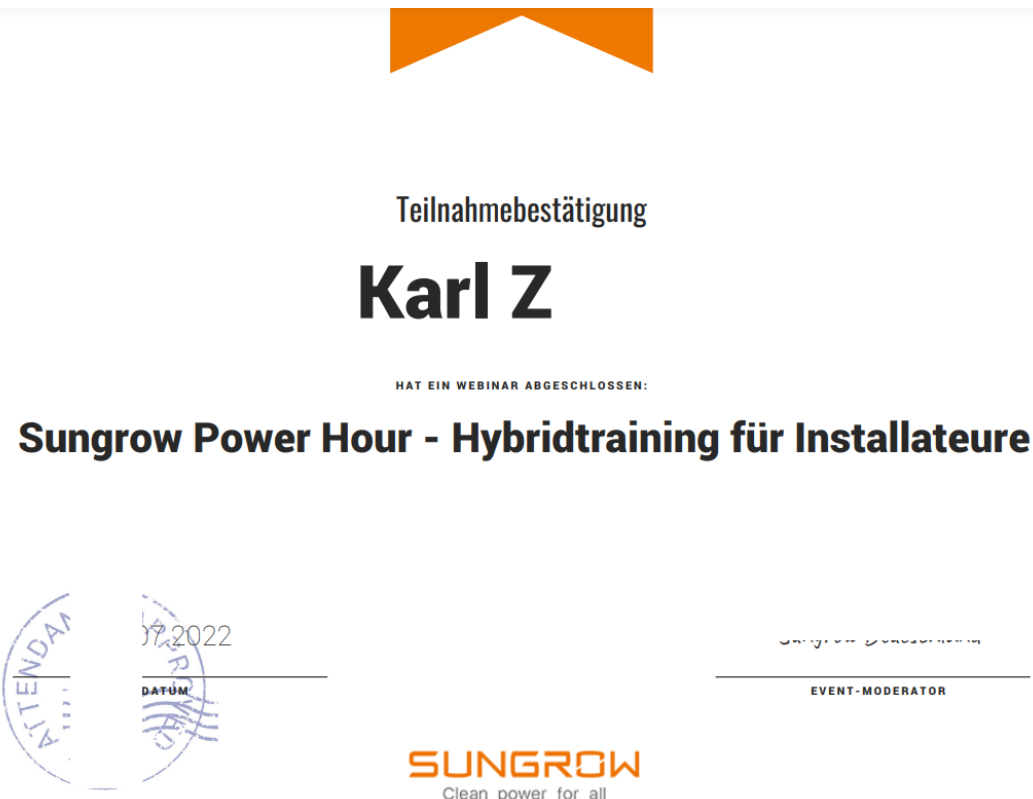 Teilnahmebestätigung
Karl Z
HAT EIN WEBINAR ABGESCHLOSSEN:
Sungrow Power Hour - Hybridtraining für Installateure
07.2022
DATUM
EVENT-MODERATOR
SUNGROW
Clean power for all